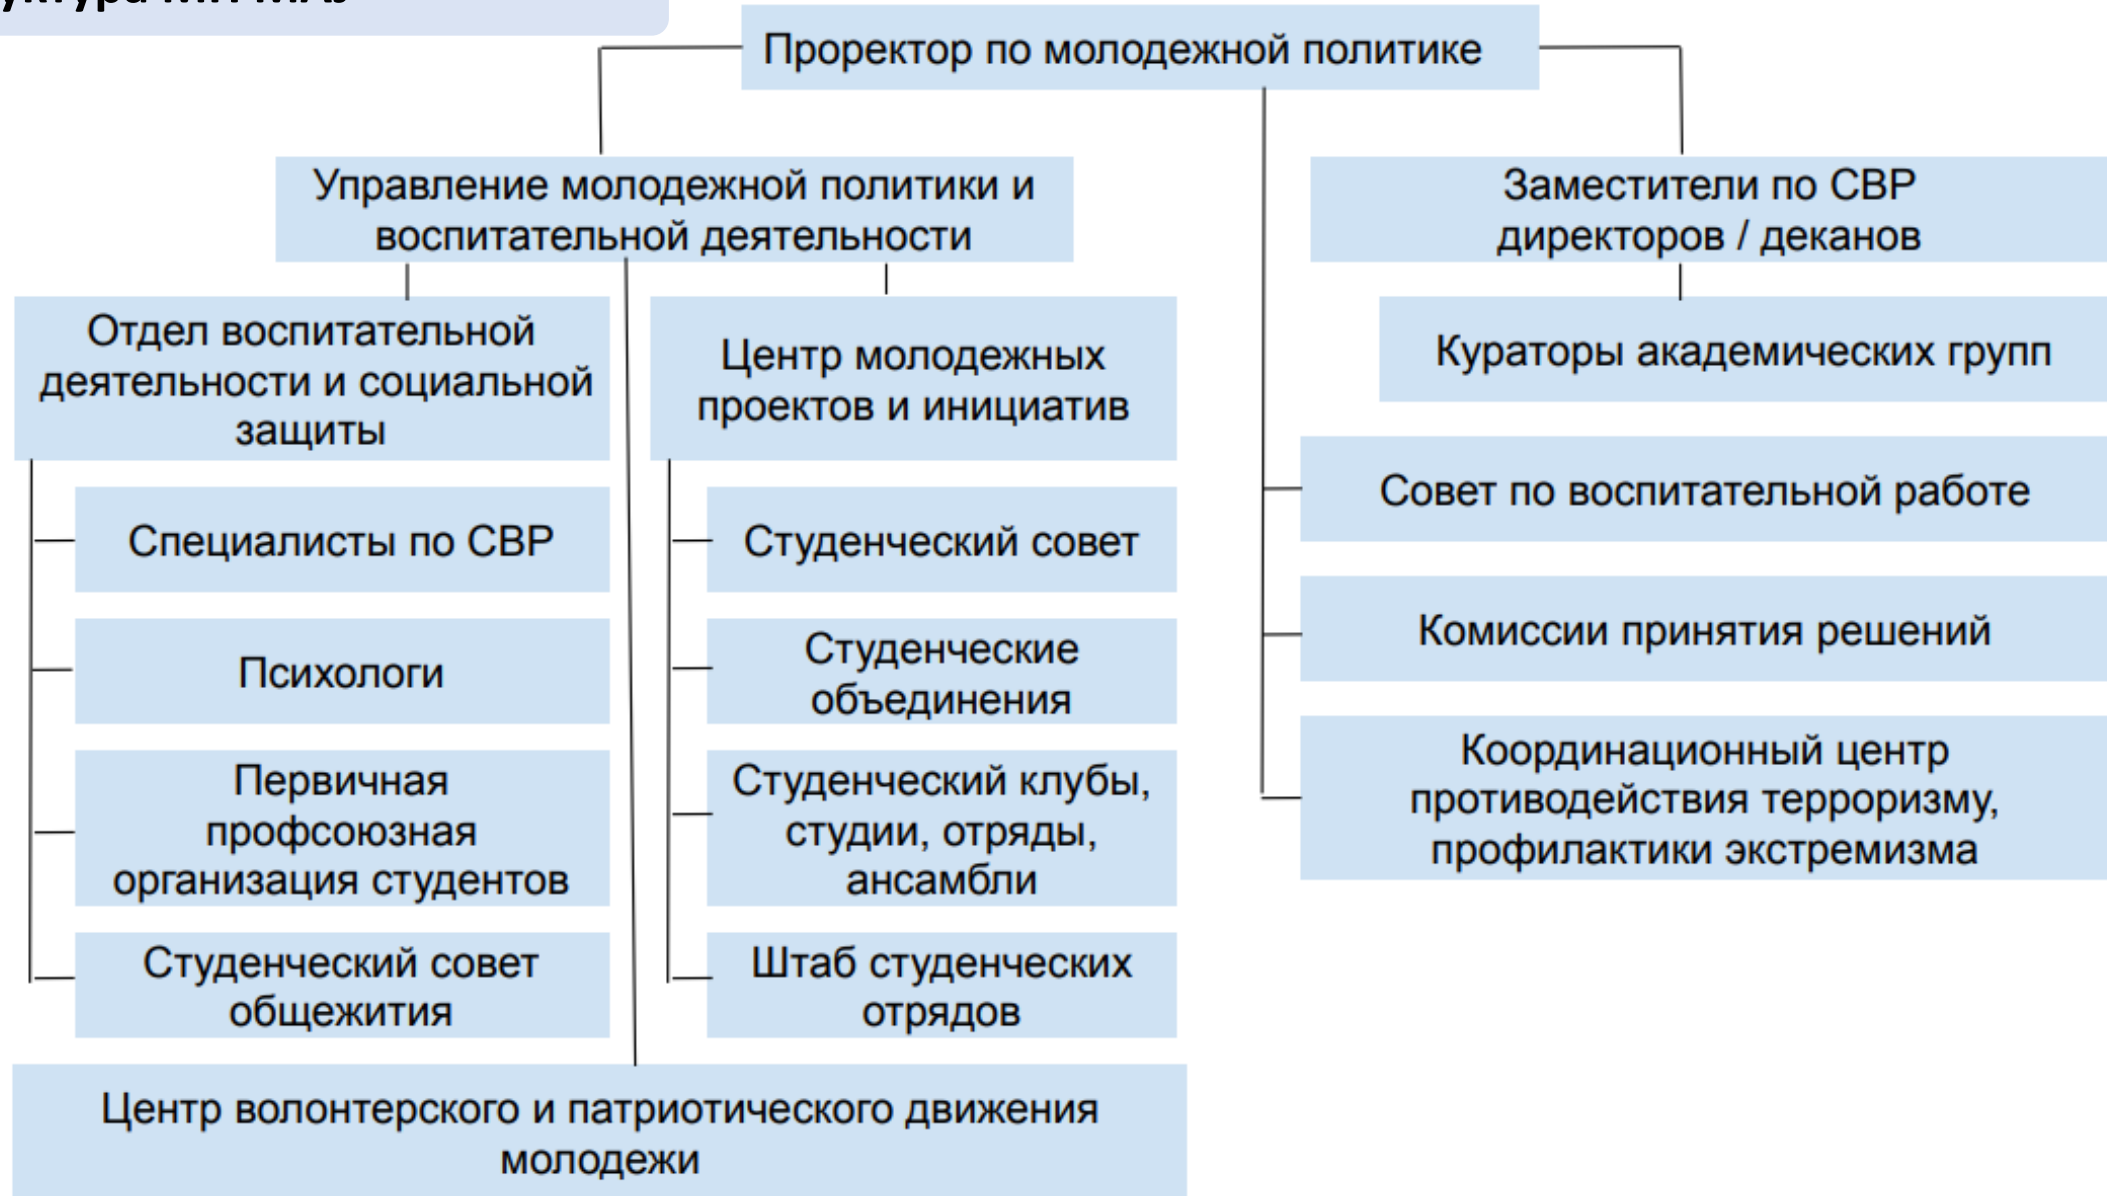 Проректор по молодежной политике
Управление молодежной политики и
воспитательной деятельности
Заместители по СВР
директоров / деканов
Отдел воспитательной
деятельности и социальной
защиты
Центр молодежных
проектов и инициатив
Кураторы академических групп
Специалисты по СВР
Психологи
Первичная
профсоюзная
организация студентов
Студенческий совет
общежития
Студенческий совет
Студенческие
объединения
Студенческий клубы,
студии, отряды,
ансамбли
Штаб студенческих
отрядов
Совет по воспитательной работе
Комиссии принятия решений
Координационный центр
противодействия терроризму,
профилактики экстремизма
Центр волонтерского и патриотического движения
молодежи